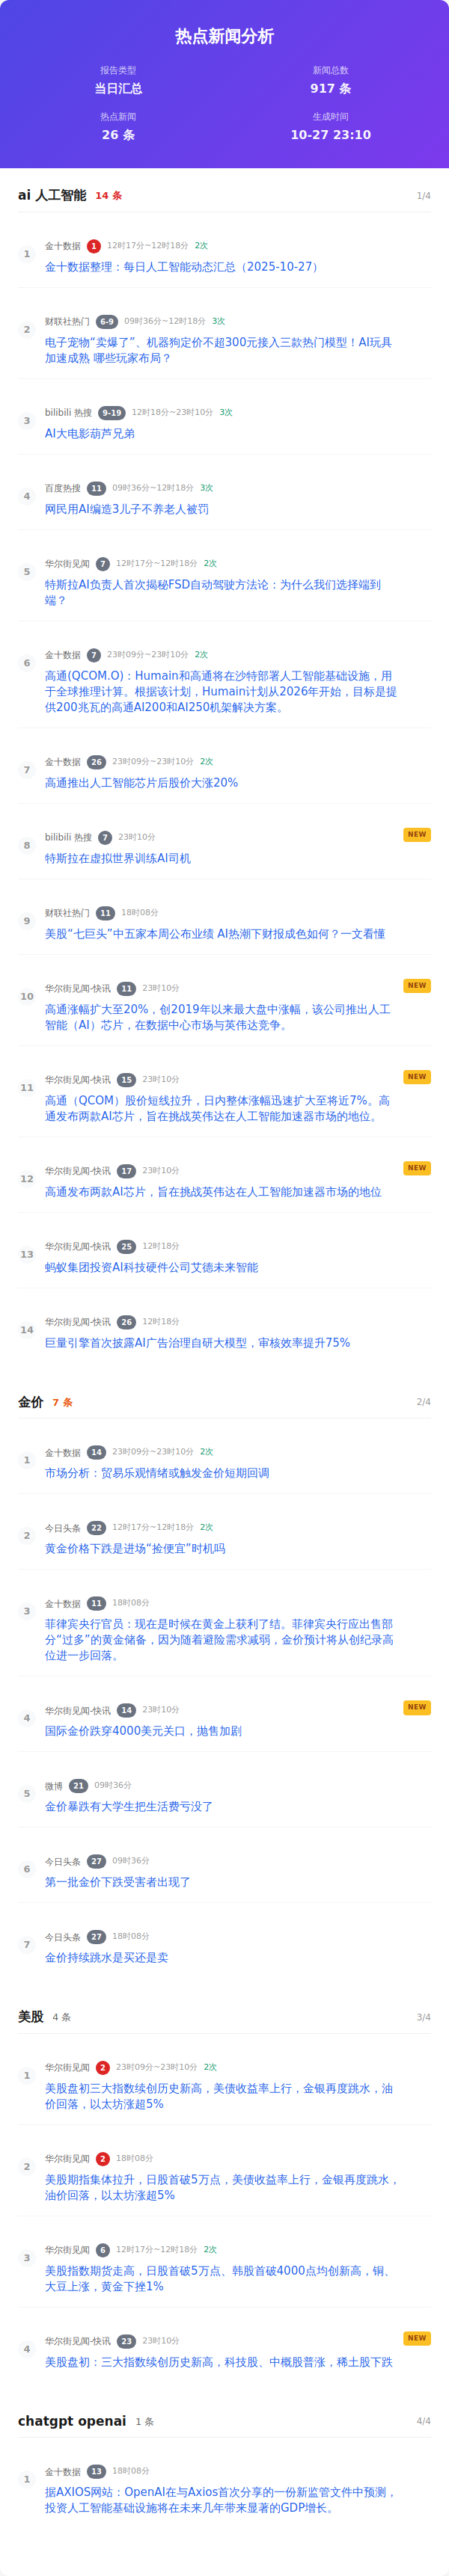 热点新闻分析
报告类型
新闻总数
当日汇总
917 条
热点新闻
生成时间
26 条
10-27 23:10
ai 人工智能 14 条 1/4
1 金十数据 1 12时17分~12时18分 2次
金十数据整理：每日人工智能动态汇总（2025-10-27）
2 财联社热门 6-9 09时36分~12时18分 3次
电子宠物“卖爆了”、机器狗定价不超300元接入三款热门模型！AI玩具
加速成熟 哪些玩家布局？
3 bilibili 热搜 9-19 12时18分~23时10分 3次
AI大电影葫芦兄弟
4 百度热搜 11 09时36分~12时18分 3次
网民用AI编造3儿子不养老人被罚
5 华尔街见闻 7 12时17分~12时18分 2次
特斯拉AI负责人首次揭秘FSD自动驾驶方法论：为什么我们选择端到
端？
6 金十数据 7 23时09分~23时10分 2次
高通(QCOM.O)：Humain和高通将在沙特部署人工智能基础设施，用
于全球推理计算。根据该计划，Humain计划从2026年开始，目标是提
供200兆瓦的高通AI200和AI250机架解决方案。
7 金十数据 26 23时09分~23时10分 2次
高通推出人工智能芯片后股价大涨20%
8 bilibili 热搜 7 23时10分 NEW
特斯拉在虚拟世界训练AI司机
9 财联社热门 11 18时08分
美股“七巨头”中五家本周公布业绩 AI热潮下财报成色如何？一文看懂
10 华尔街见闻-快讯 11 23时10分 NEW
高通涨幅扩大至20%，创2019年以来最大盘中涨幅，该公司推出人工
智能（AI）芯片，在数据中心市场与英伟达竞争。
11 华尔街见闻-快讯 15 23时10分 NEW
高通（QCOM）股价短线拉升，日内整体涨幅迅速扩大至将近7%。高
通发布两款AI芯片，旨在挑战英伟达在人工智能加速器市场的地位。
12 华尔街见闻-快讯 17 23时10分 NEW
高通发布两款AI芯片，旨在挑战英伟达在人工智能加速器市场的地位
13 华尔街见闻-快讯 25 12时18分
蚂蚁集团投资AI科技硬件公司艾德未来智能
14 华尔街见闻-快讯 26 12时18分
巨量引擎首次披露AI广告治理自研大模型，审核效率提升75%
金价 7 条 2/4
1 金十数据 14 23时09分~23时10分 2次
市场分析：贸易乐观情绪或触发金价短期回调
2 今日头条 22 12时17分~12时18分 2次
黄金价格下跌是进场“捡便宜”时机吗
3 金十数据 11 18时08分
菲律宾央行官员：现在是时候在黄金上获利了结。菲律宾央行应出售部
分“过多”的黄金储备，因为随着避险需求减弱，金价预计将从创纪录高
位进一步回落。
4 华尔街见闻-快讯 14 23时10分 NEW
国际金价跌穿4000美元关口，抛售加剧
5 微博 21 09时36分
金价暴跌有大学生把生活费亏没了
6 今日头条 27 09时36分
第一批金价下跌受害者出现了
7 今日头条 27 18时08分
金价持续跳水是买还是卖
美股 4 条 3/4
1 华尔街见闻 2 23时09分~23时10分 2次
美股盘初三大指数续创历史新高，美债收益率上行，金银再度跳水，油
价回落，以太坊涨超5%
2 华尔街见闻 2 18时08分
美股期指集体拉升，日股首破5万点，美债收益率上行，金银再度跳水，
油价回落，以太坊涨超5%
3 华尔街见闻 6 12时17分~12时18分 2次
美股指数期货走高，日股首破5万点、韩股首破4000点均创新高，铜、
大豆上涨，黄金下挫1%
4 华尔街见闻-快讯 23 23时10分 NEW
美股盘初：三大指数续创历史新高，科技股、中概股普涨，稀土股下跌
chatgpt openai 1 条 4/4
1 金十数据 13 18时08分
据AXIOS网站：OpenAI在与Axios首次分享的一份新监管文件中预测，
投资人工智能基础设施将在未来几年带来显著的GDP增长。